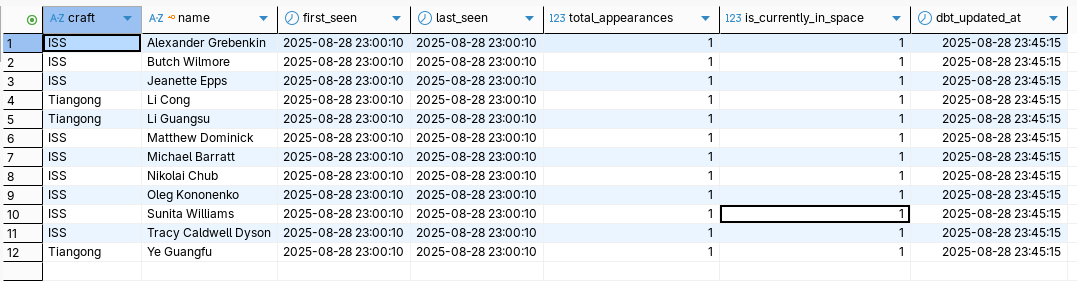 craft name first_seen last_seen 123 total_appearances 123 is_currently_in_space dbt_updated_at
1 ISS Alexander Grebenkin 2025-08-28 23:00:10 2025-08-28 23:00:10 1 1 2025-08-28 23:45:15
2 ISS Butch Wilmore 2025-08-28 23:00:10 2025-08-28 23:00:10 1 1 2025-08-28 23:45:15
3 ISS Jeanette Epps 2025-08-28 23:00:10 2025-08-28 23:00:10 1 1 2025-08-28 23:45:15
4 Tiangong Li Cong 2025-08-28 23:00:10 2025-08-28 23:00:10 1 1 2025-08-28 23:45:15
5 Tiangong Li Guangsu 2025-08-28 23:00:10 2025-08-28 23:00:10 1 1 2025-08-28 23:45:15
6 ISS Matthew Dominick 2025-08-28 23:00:10 2025-08-28 23:00:10 1 1 2025-08-28 23:45:15
7 ISS Michael Barratt 2025-08-28 23:00:10 2025-08-28 23:00:10 1 1 2025-08-28 23:45:15
8 ISS Nikolai Chub 2025-08-28 23:00:10 2025-08-28 23:00:10 1 1 2025-08-28 23:45:15
9 ISS Oleg Kononenko 2025-08-28 23:00:10 2025-08-28 23:00:10 1 1 2025-08-28 23:45:15
10 ISS Sunita Williams 2025-08-28 23:00:10 2025-08-28 23:00:10 1 1 2025-08-28 23:45:15
11 ISS Tracy Caldwell Dyson 2025-08-28 23:00:10 2025-08-28 23:00:10 1 1 2025-08-28 23:45:15
12 Tiangong Ye Guangfu 2025-08-28 23:00:10 2025-08-28 23:00:10 1 1 2025-08-28 23:45:15